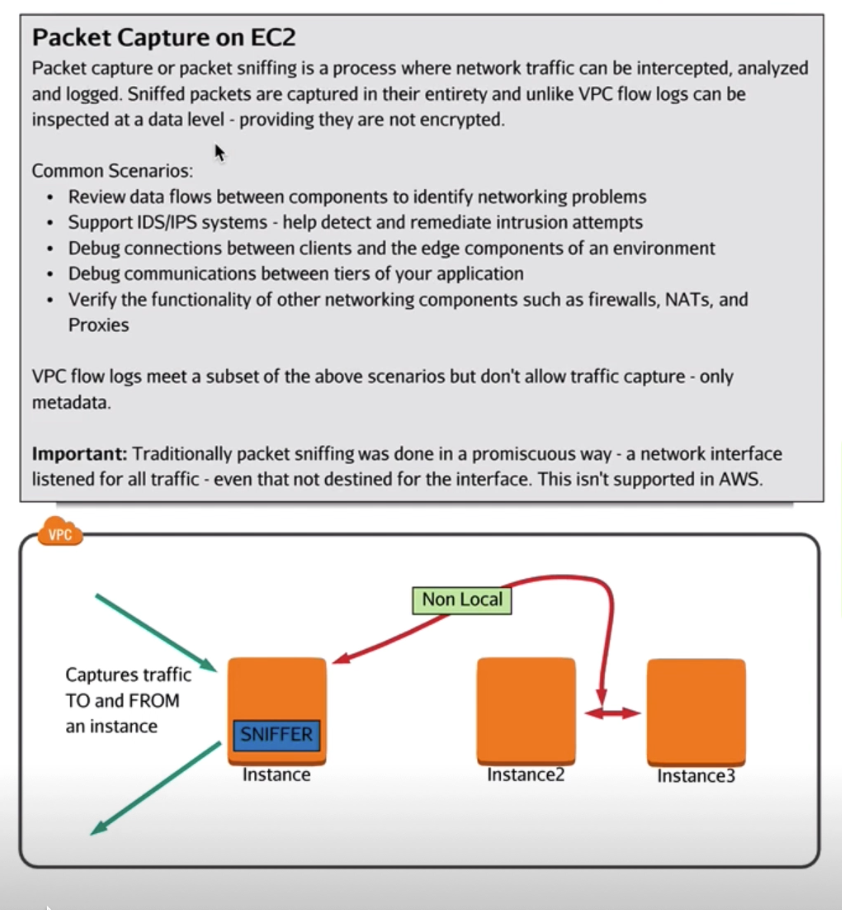 Packet Capture on EC2
Packet capture or packet sniffing is a process where network traffic can be intercepted, analyzed
and logged. Sniffed packets are captured in their entirety and unlike VPC flow logs can be
inspected at a data level - providing they are not encrypted.
Common Scenarios:
• Review data flows between components to identify networking problems
• Support IDS/IPS systems - help detect and remediate intrusion attempts
• Debug connections between clients and the edge components of an environment
• Debug communications between tiers of your application
• Verify the functionality of other networking components such as firewalls, NATs, and
Proxies
VPC flow logs meet a subset of the above scenarios but don't allow traffic capture - only
metadata.
Important: Traditionally packet sniffing was done in a promiscuous way - a network interface
listened for all traffic - even that not destined for the interface. This isn't supported in AWS.
VPC
Non Local
Captures traffic
TO and FROM
an instance
SNIFFER
Instance
Instance2
Instance3